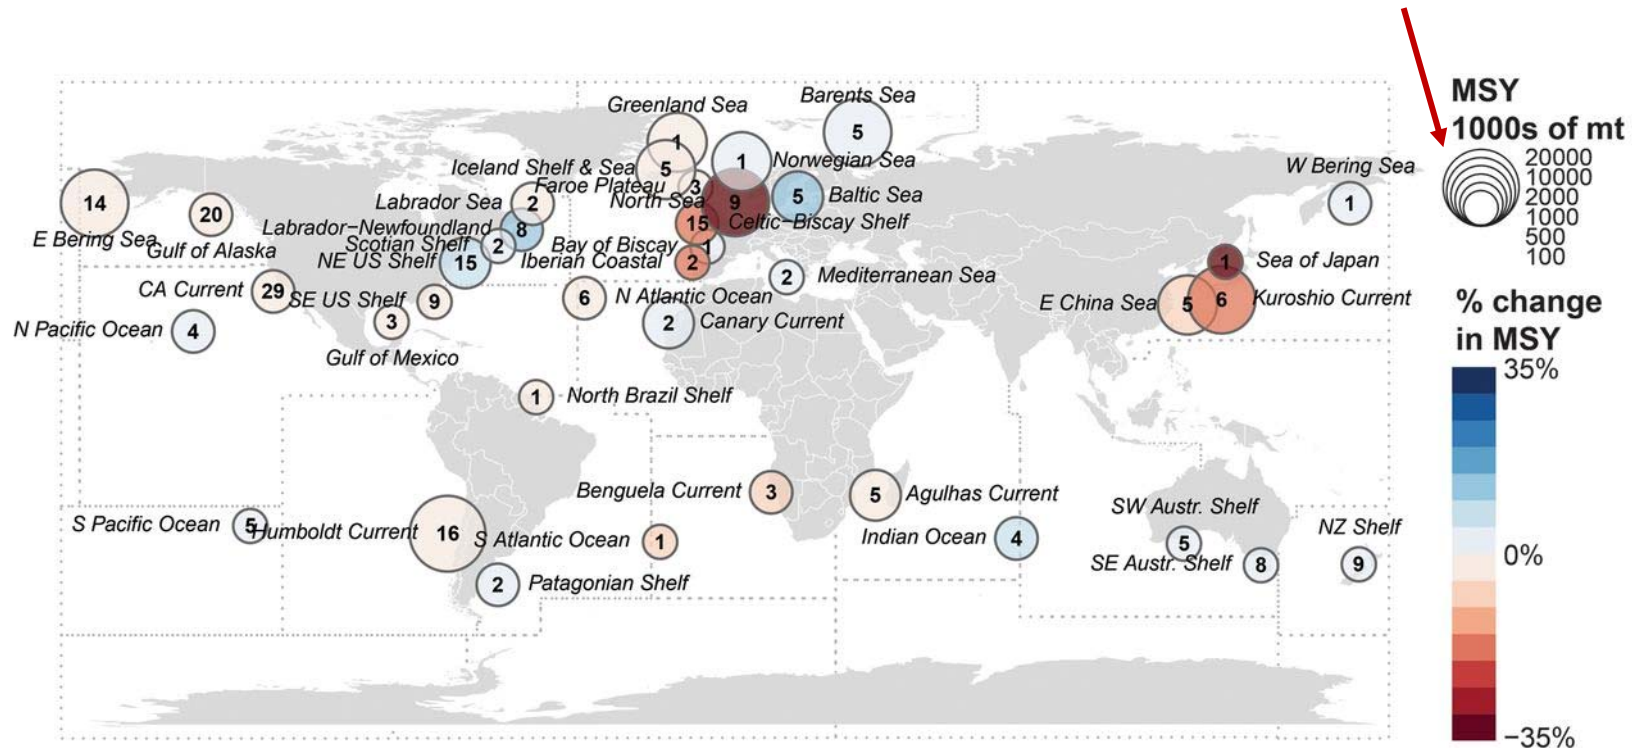 Greenland Sea
1
Barents Sea
5
Iceland Shelf & Sea
5
1
Norwegian Sea
W Bering Sea
1
Faroe Plateau
3
14
E Bering Sea
20
Gulf of Alaska
Labrador Sea
2
North Sea
9
5
Baltic Sea
Labrador−Newfoundland
8
15
Celtic−Biscay Shelf
Scotian Shelf
2
Bay of Biscay
1
NE US Shelf
15
Iberian Coastal
2
Mediterranean Sea
2
1
Sea of Japan
CA Current
29
SE US Shelf
9
6
N Atlantic Ocean
E China Sea
5
6
Kuroshio Current
N Pacific Ocean
4
3
Gulf of Mexico
2
Canary Current
1
North Brazil Shelf
Benguela Current
3
5
Agulhas Current
S Pacific Ocean
5
Humboldt Current
16
S Atlantic Ocean
1
Indian Ocean
4
SW Austr. Shelf
5
SE Austr. Shelf
8
NZ Shelf
9
2
Patagonian Shelf
MSY
1000s of mt
20000
10000
2000
1000
500
100
% change
in MSY
35%
0%
−35%